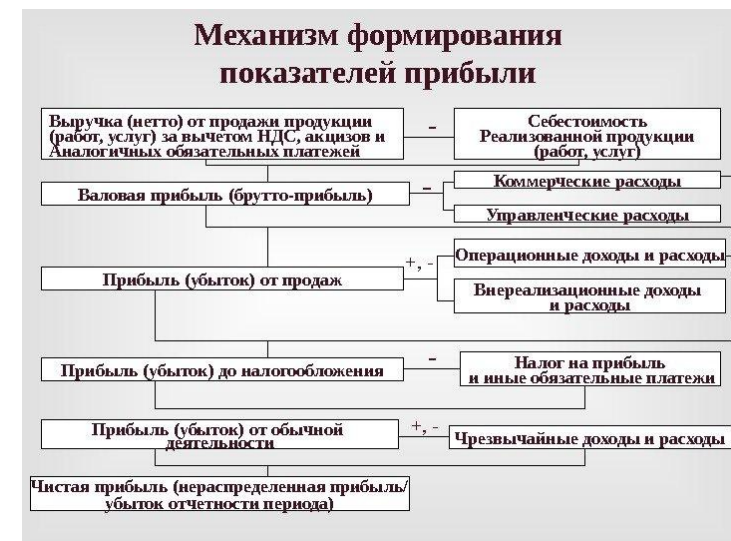 Механизм формирования
показателей прибыли
Выручка (нетто) от продажи продукции
(работ, услуг) за вычетом НДС, акцизов и
Аналогичных обязательных платежей
-
Себестоимость
Реализованной продукции
(работ, услуг)
Валовая прибыль (брутто-прибыль)
-
Коммерческие расходы
Управленческие расходы
Прибыль (убыток) от продаж
+, -
Операционные доходы и расходы
Внереализационные доходы
и расходы
Прибыль (убыток) до налогообложения
-
Налог на прибыль
и иные обязательные платежи
Прибыль (убыток) от обычной
деятельности
+, -
Чрезвычайные доходы и расходы
Чистая прибыль (нераспределенная прибыль/
убыток отчетности периода)